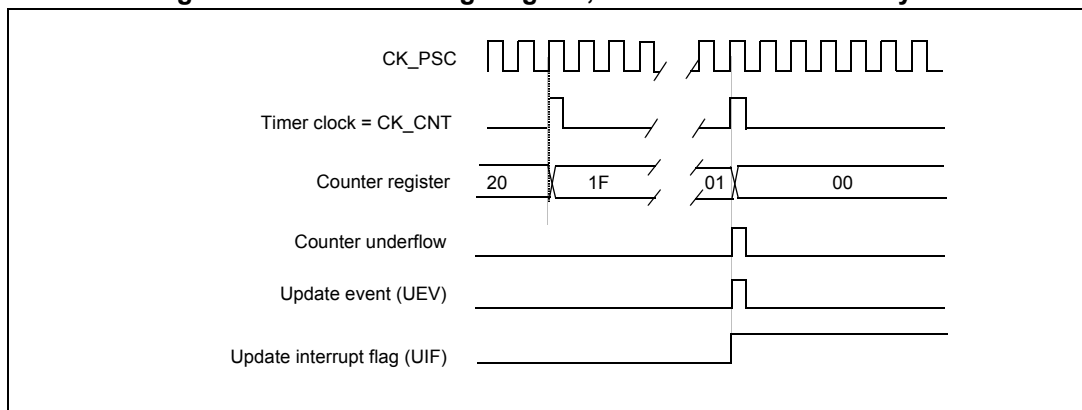 CK_PSC
Timer clock = CK_CNT
Counter register 20 1F 01 00
Counter underflow
Update event (UEV)
Update interrupt flag (UIF)